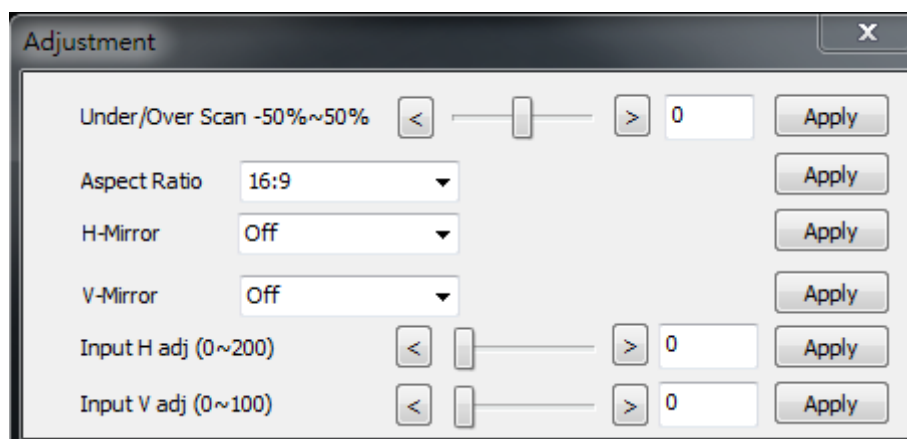 Adjustment x
Under/Over Scan -50%~50% < > 0 Apply
Aspect Ratio 16:9 Apply
H-Mirror Off Apply
V-Mirror Off Apply
Input H adj (0~200) < > 0 Apply
Input V adj (0~100) < > 0 Apply